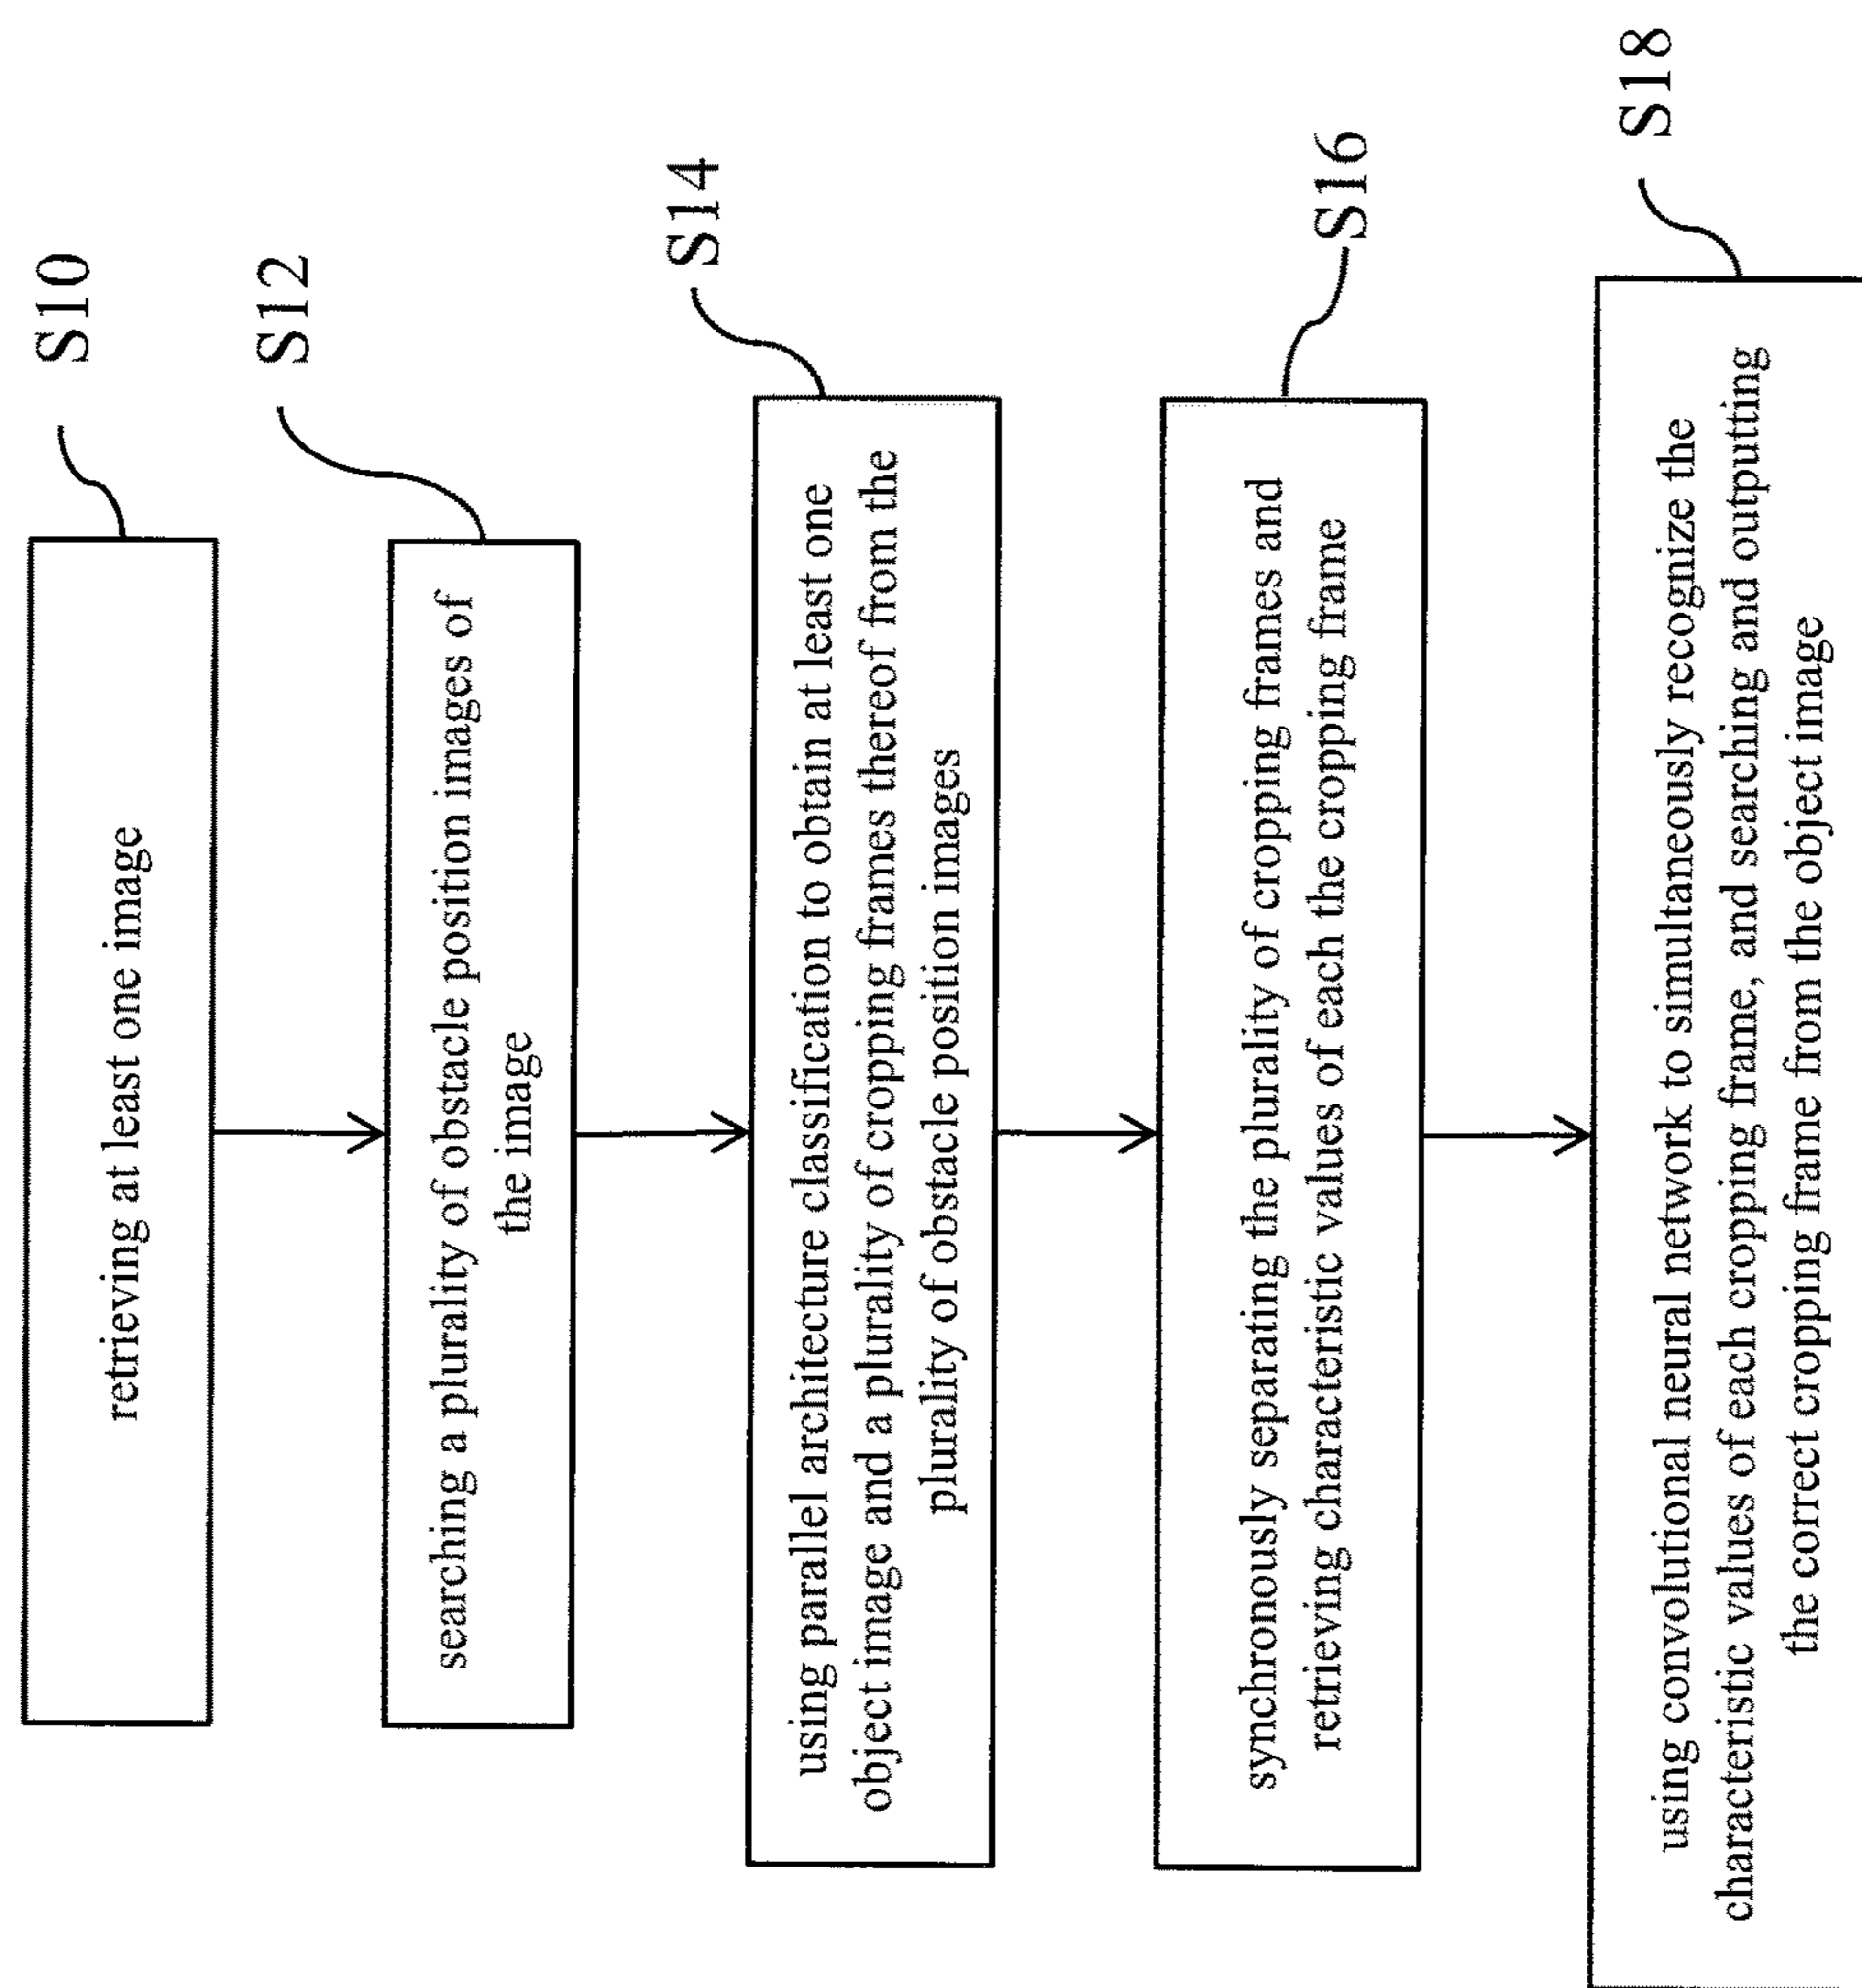 S10
retrieving at least one image
S12
searching a plurality of obstacle position images of
the image
S14
using parallel architecture classification to obtain at least one
object image and a plurality of cropping frames thereof from the
plurality of obstacle position images
S16
synchronously separating the plurality of cropping frames and
retrieving characteristic values of each the cropping frame
S18
using convolutional neural network to simultaneously recognize the
characteristic values of each cropping frame, and searching and outputing
the correct cropping frame from the object image